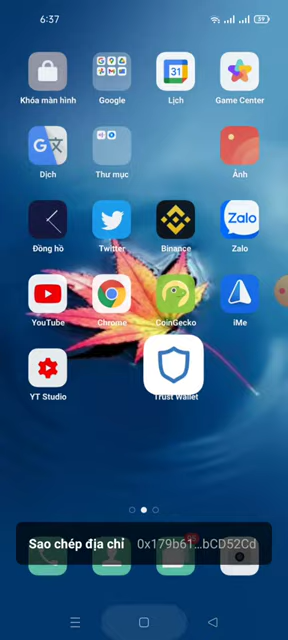 6:37
39
Khóa màn hình
Google
31
Lịch
Game Center
G
Dịch
Thư mục
Ảnh
Đồng hồ
Twitter
Binance
Zalo
Zalo
YouTube
Chrome
CoinGecko
iMe
YT Studio
Trust Wallet
Sao chép địa chỉ 0x179b61...bCD52Cd